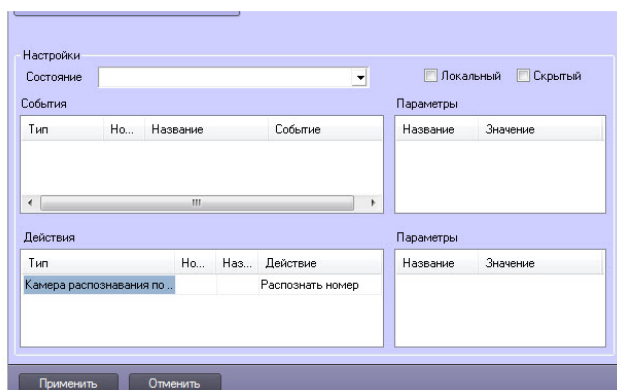 Настройки
Состояние
Локальный Скрытый
События
Параметры
Тип Но... Название Событие
Название Значение
Действия
Параметры
Тип Но... Наз... Действие
Название Значение
Камера распознавания по .. Распознать номер
Применить Отменить